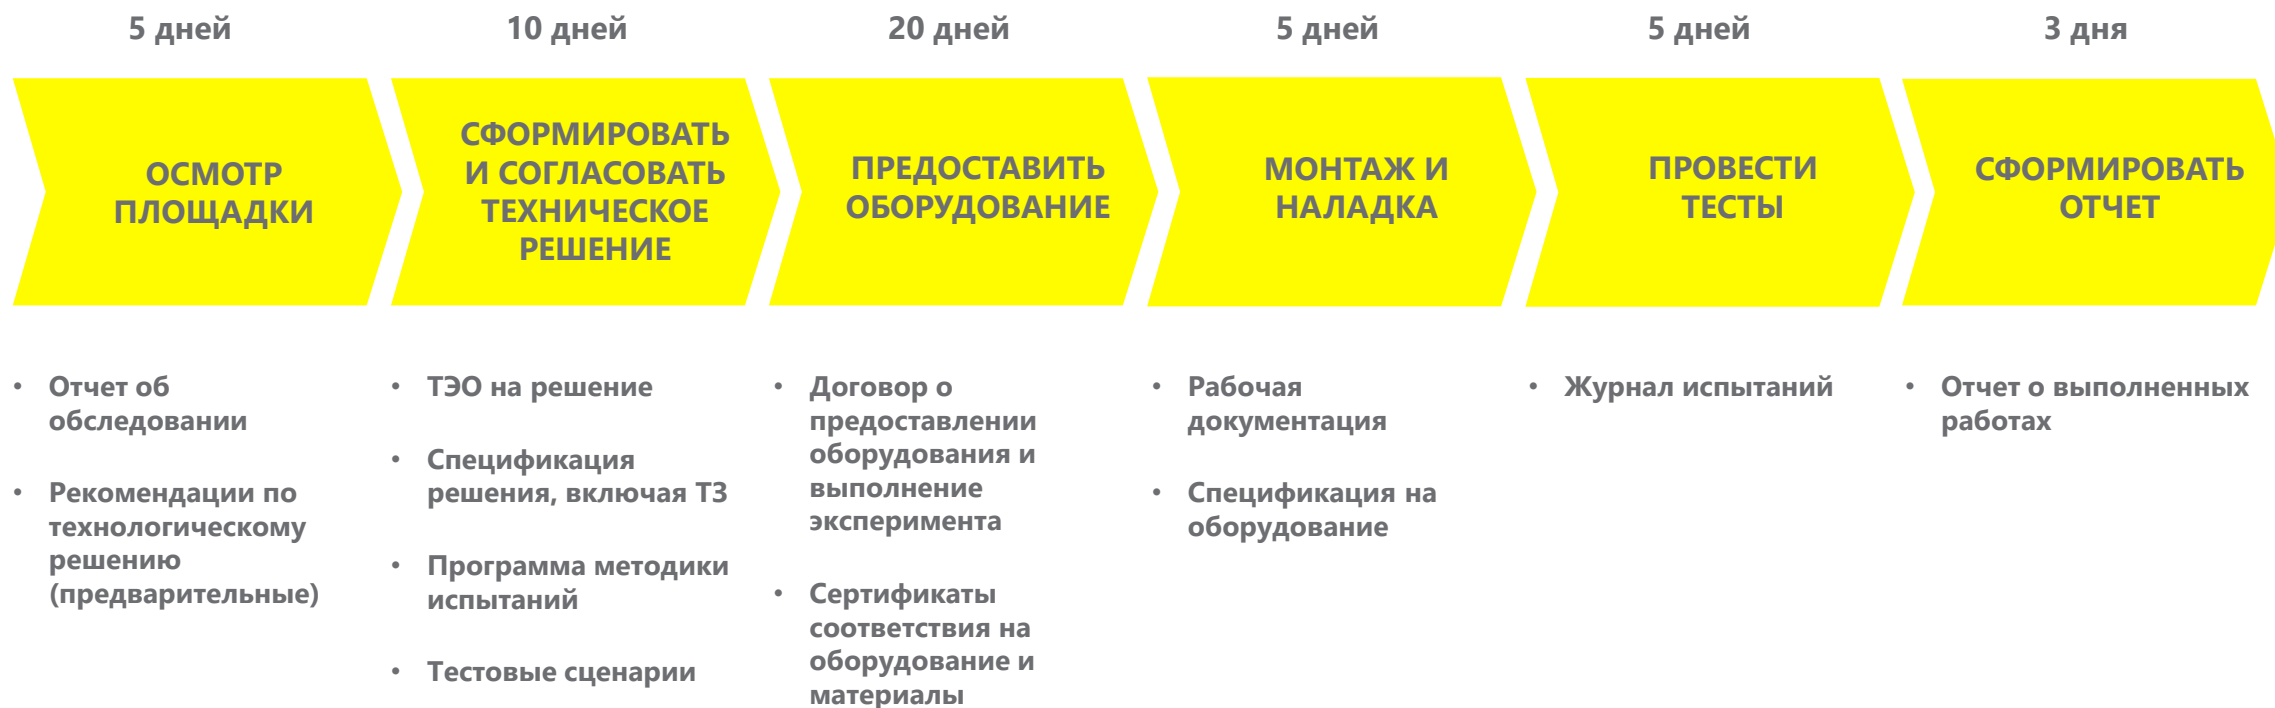 5 дней
10 дней
20 дней
5 дней
5 дней
3 дня
ОСМОТР
ПЛОЩАДКИ
СФОРМИРОВАТЬ
И СОГЛАСОВАТЬ
ТЕХНИЧЕСКОЕ
РЕШЕНИЕ
ПРЕДОСТАВИТЬ
ОБОРУДОВАНИЕ
МОНТАЖ И
НАЛАДКА
ПРОВЕСТИ
ТЕСТЫ
СФОРМИРОВАТЬ
ОТЧЕТ
• Отчет об
обследовании
• Рекомендации по
технологическому
решению
(предварительные)
• ТЭО на решение
• Спецификация
решения, включая ТЗ
• Программа методики
испытаний
• Тестовые сценарии
• Договор о
предоставлении
оборудования и
выполнение
эксперимента
• Сертификаты
соответствия на
оборудование и
материалы
• Рабочая
документация
• Спецификация на
оборудование
• Журнал испытаний
• Отчет о выполненных
работах